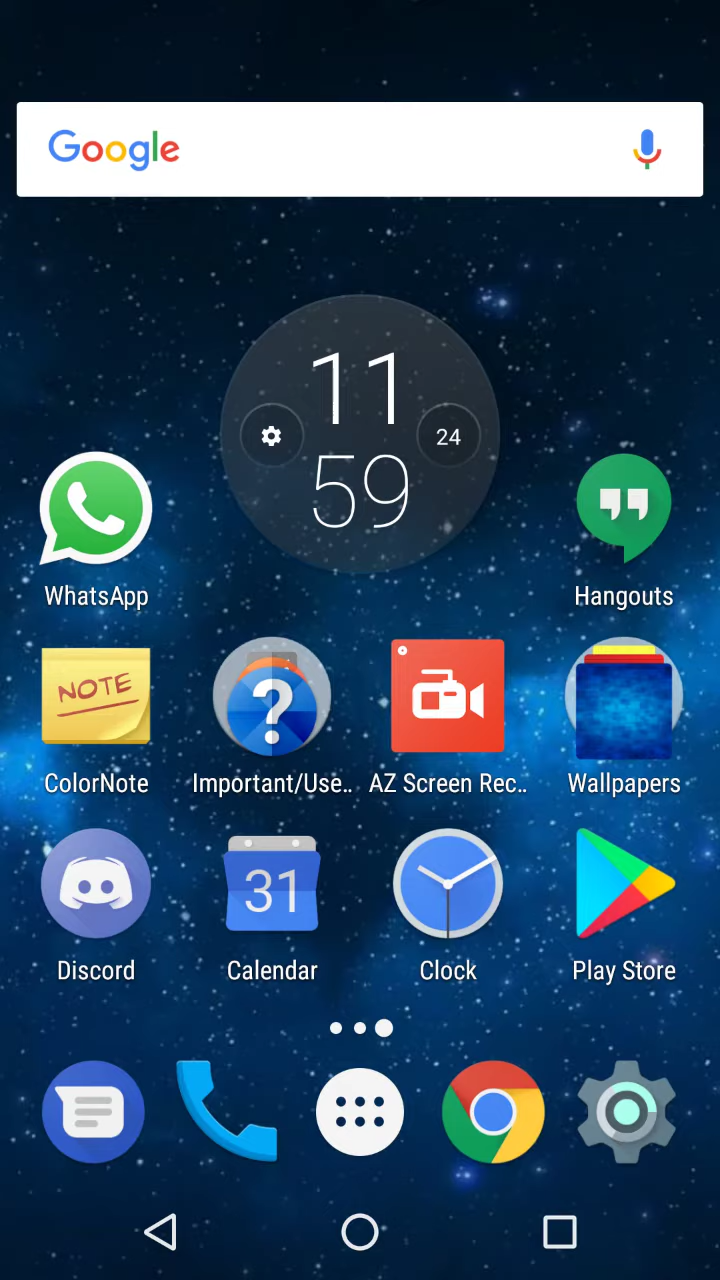 Google
11
24
59
WhatsApp
Hangouts
NOTE
ColorNote
Important/Use..
AZ Screen Rec..
Wallpapers
31
Discord
Calendar
Clock
Play Store